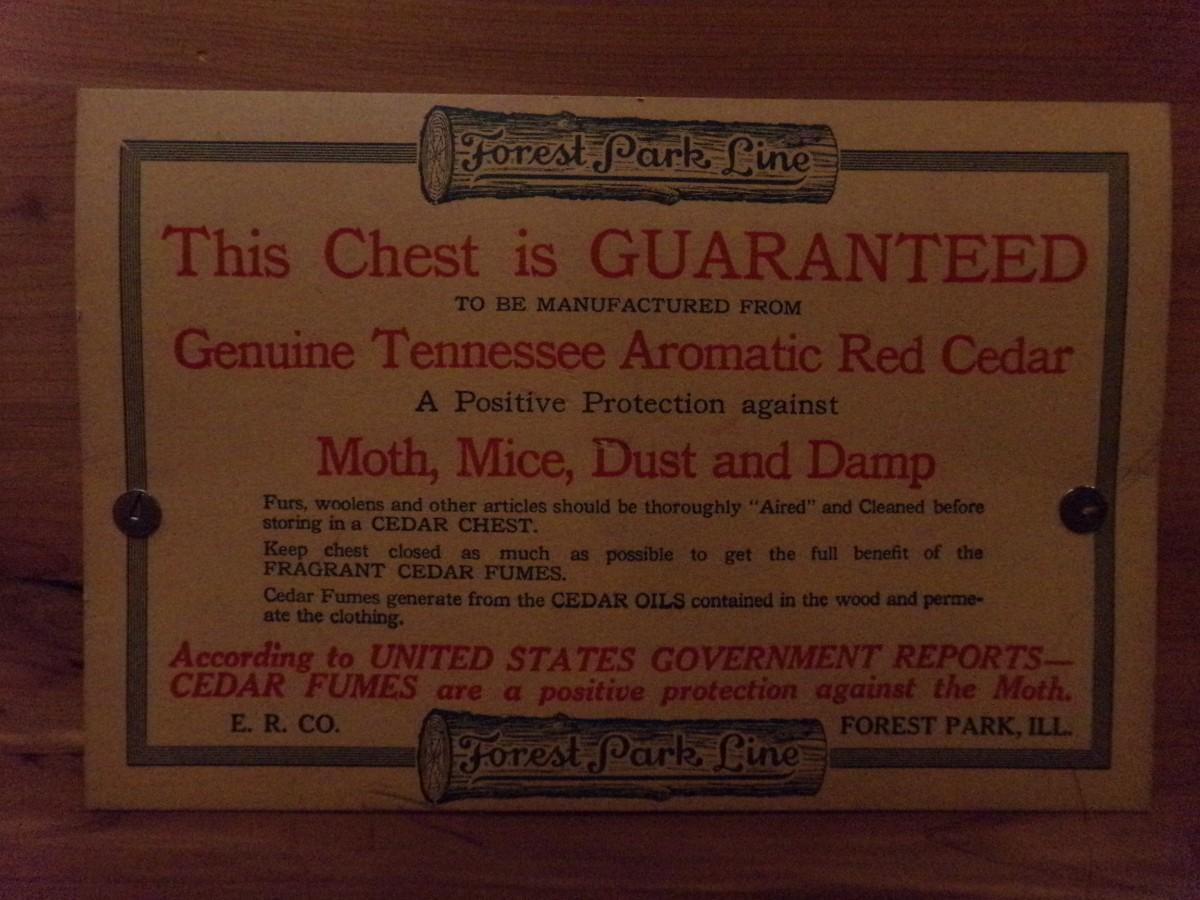 Forest Park Line
This Chest is GUARANTEED
TO BE MANUFACTURED FROM
Genuine Tennessee Aromatic Red Cedar
A Positive Protection against
Moth, Mice, Dust and Damp
Furs, woolens and other articles should be thoroughly "Aired" and Cleaned before
storing in a CEDAR CHEST.
Keep chest closed as much as possible to get the full benefit of the
FRAGRANT CEDAR FUMES.
Cedar Fumes generate from the CEDAR OILS contained in the wood and perme-
ate the clothing.
According to UNITED STATES GOVERNMENT REPORTS—
CEDAR FUMES are a positive protection against the Moth.
E. R. CO. FOREST PARK, ILL.
Forest Park Line